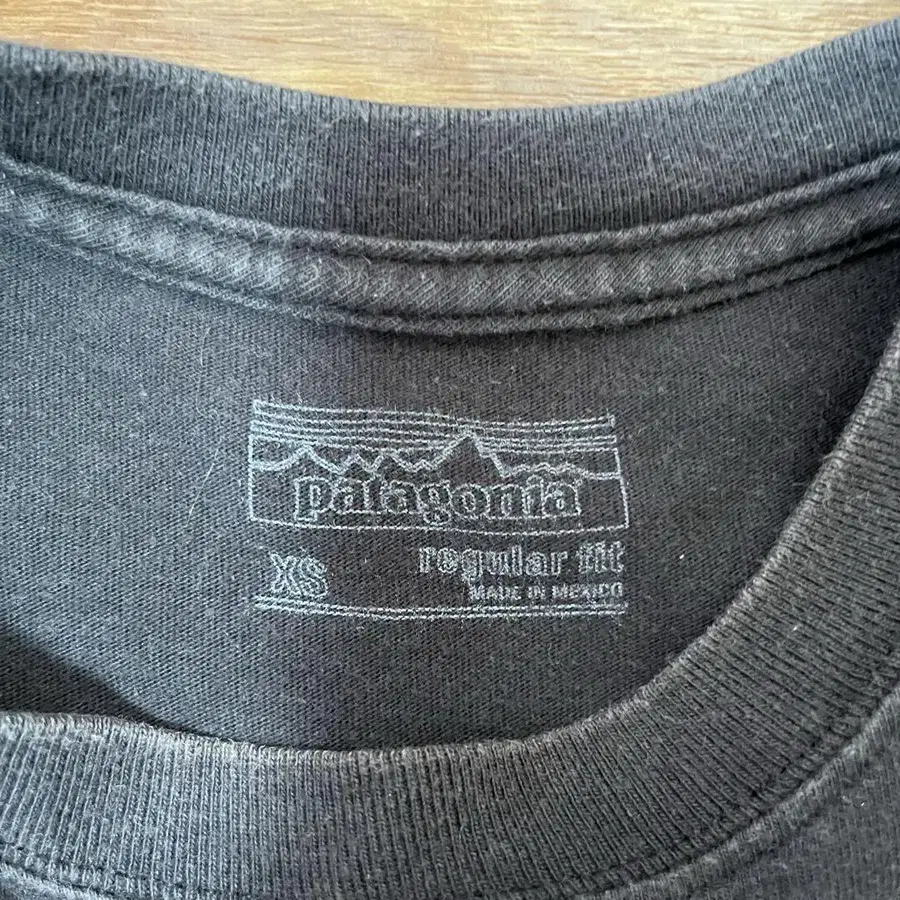 patagonia
XS
regular fit
MADE IN MEXICO